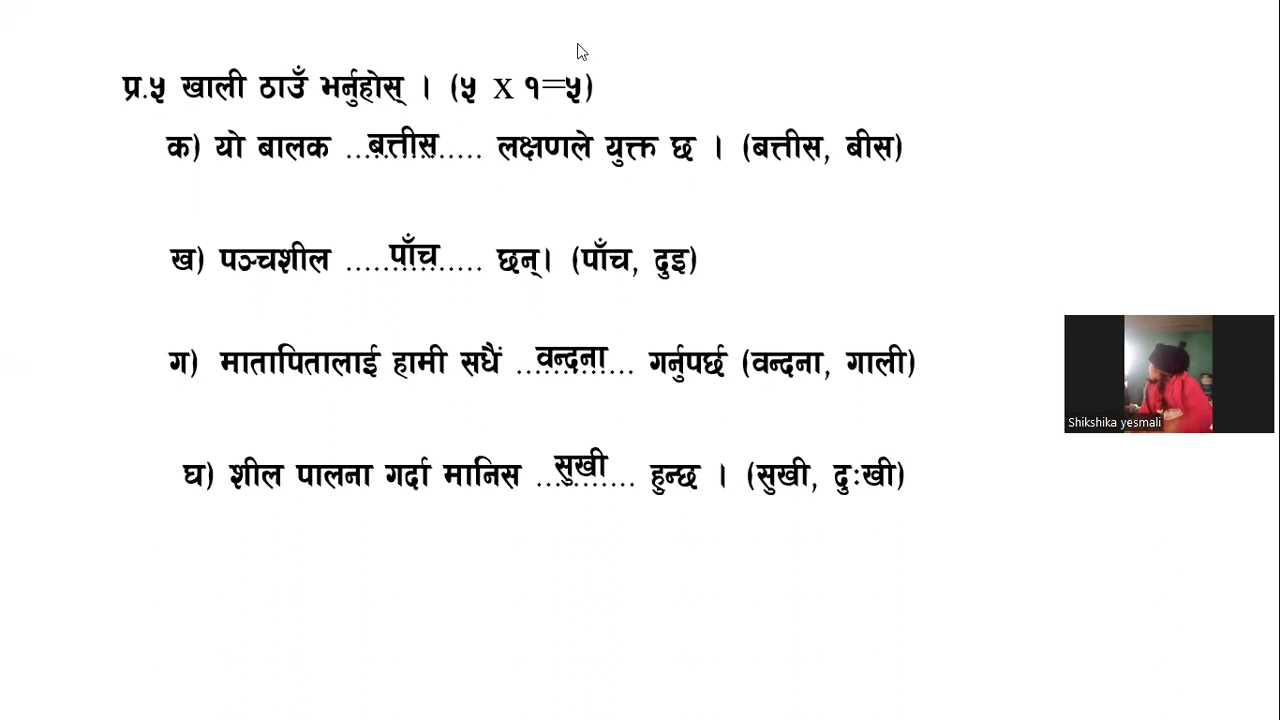 प्र.५ खाली ठाउँ भर्नुहोस् । (५ x १=५)
क) यो बालक ...बत्तीस..... लक्षणले युक्त छ । (बत्तीस, बीस)
ख) पञ्चशील ....पाँच..... छन्। (पाँच, दुइ)
ग) मातापितालाई हामी सधैं ..वन्दना... गर्नुपर्छ (वन्दना, गाली)
घ) शील पालना गर्दा मानिस ..सुखी... हुन्छ । (सुखी, दुःखी)
Shikshika yesmali